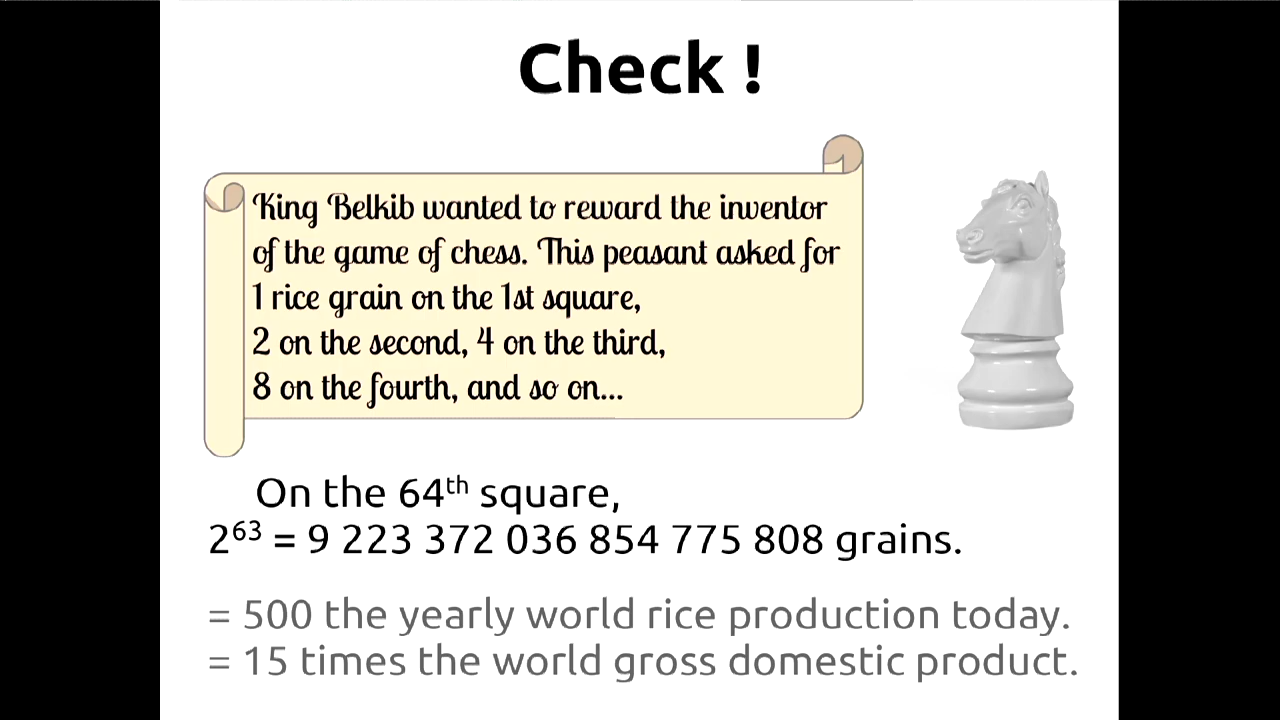 Check !
King Belkib wanted to reward the inventor
of the game of chess. This peasant asked for
1 rice grain on the 1st square,
2 on the second, 4 on the third,
8 on the fourth, and so on...
On the 64th square,
2⁶³ = 9 223 372 036 854 775 808 grains.
= 500 the yearly world rice production today.
= 15 times the world gross domestic product.